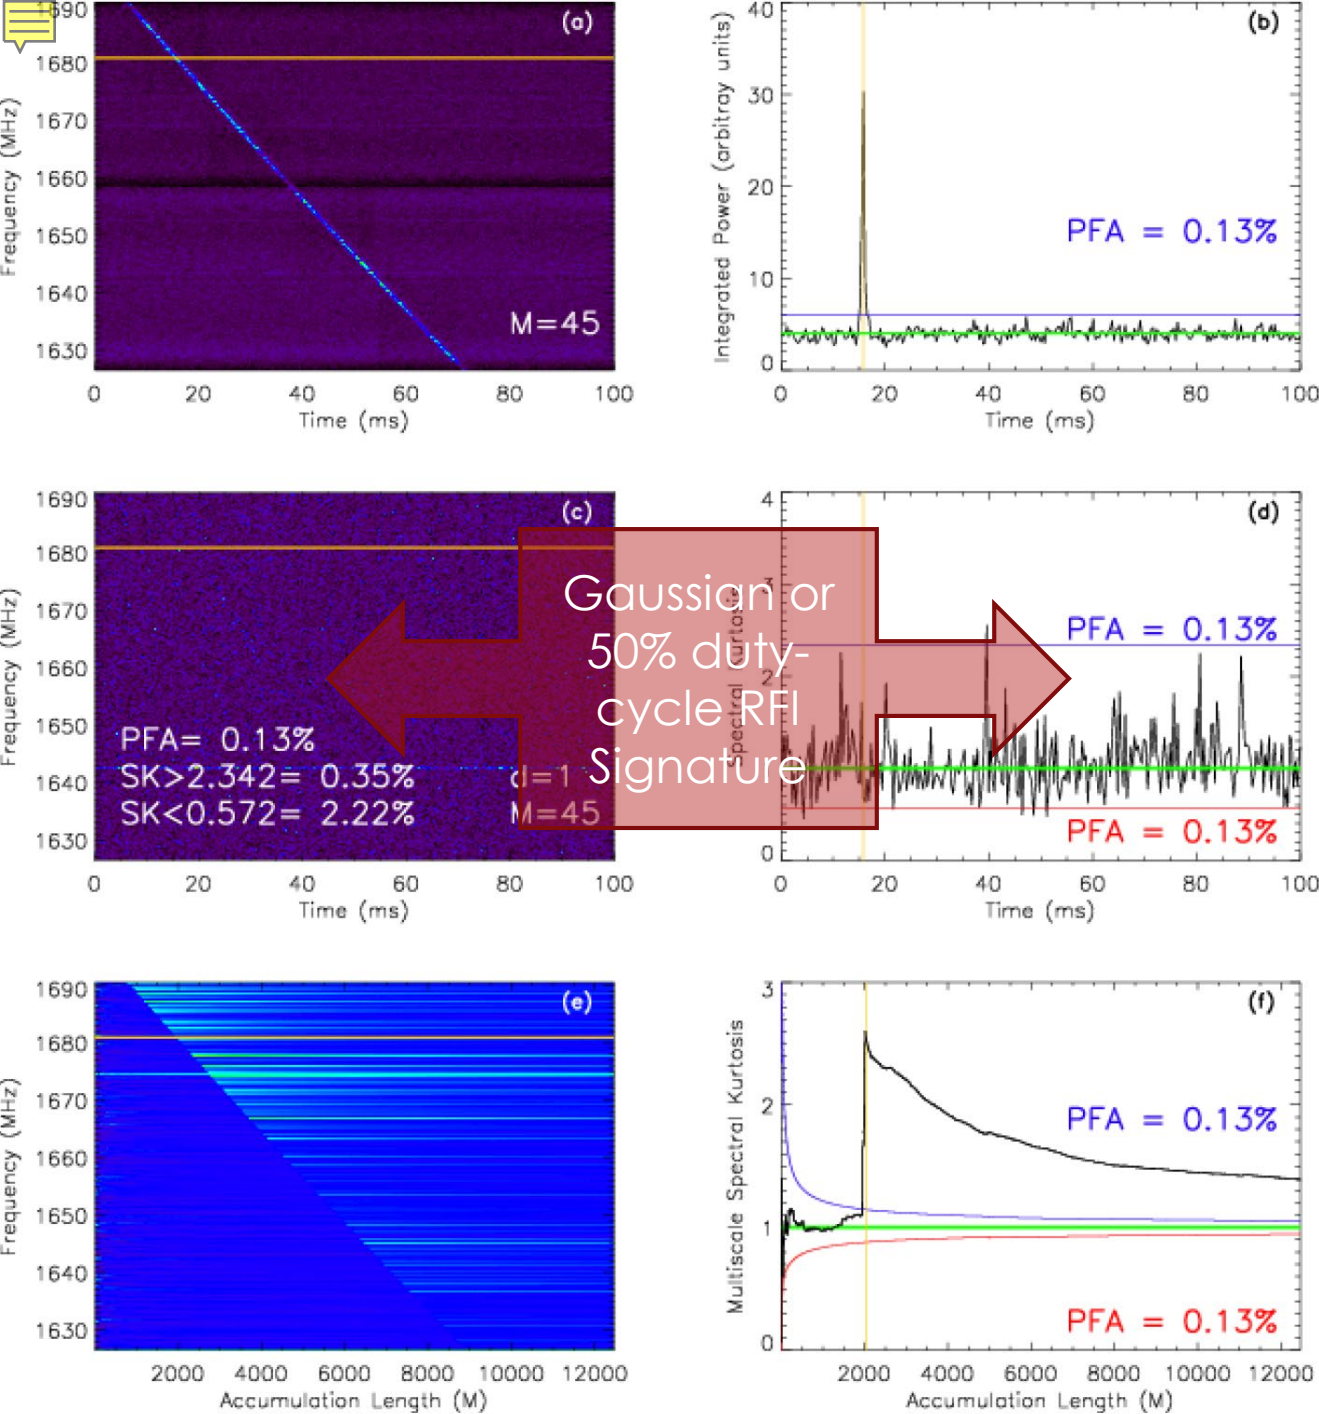 (a)
1690
1680
1670
1660
1650
1640
1630
Frequency (MHz)
M=45
0 20 40 60 80 100
Time (ms)
(b)
40
30
20
10
0
Integrated Power (arbitray units)
PFA = 0.13%
0 20 40 60 80 100
Time (ms)
(c)
1690
1680
1670
1660
1650
1640
1630
Frequency (MHz)
PFA= 0.13%
SK>2.342= 0.35%
SK<0.572= 2.22%
d=1
M=45
0 20 40 60 80 100
Time (ms)
Gaussian or
50% duty-
cycle RFI
Signature
(d)
4
3
2
0
Spectral Kurtosis
PFA = 0.13%
PFA = 0.13%
0 20 40 60 80 100
Time (ms)
(e)
1690
1680
1670
1660
1650
1640
1630
Frequency (MHz)
2000 4000 6000 8000 10000 12000
Accumulation Length (M)
(f)
3
2
1
0
Multiscale Spectral Kurtosis
PFA = 0.13%
PFA = 0.13%
2000 4000 6000 8000 10000 12000
Accumulation Length (M)